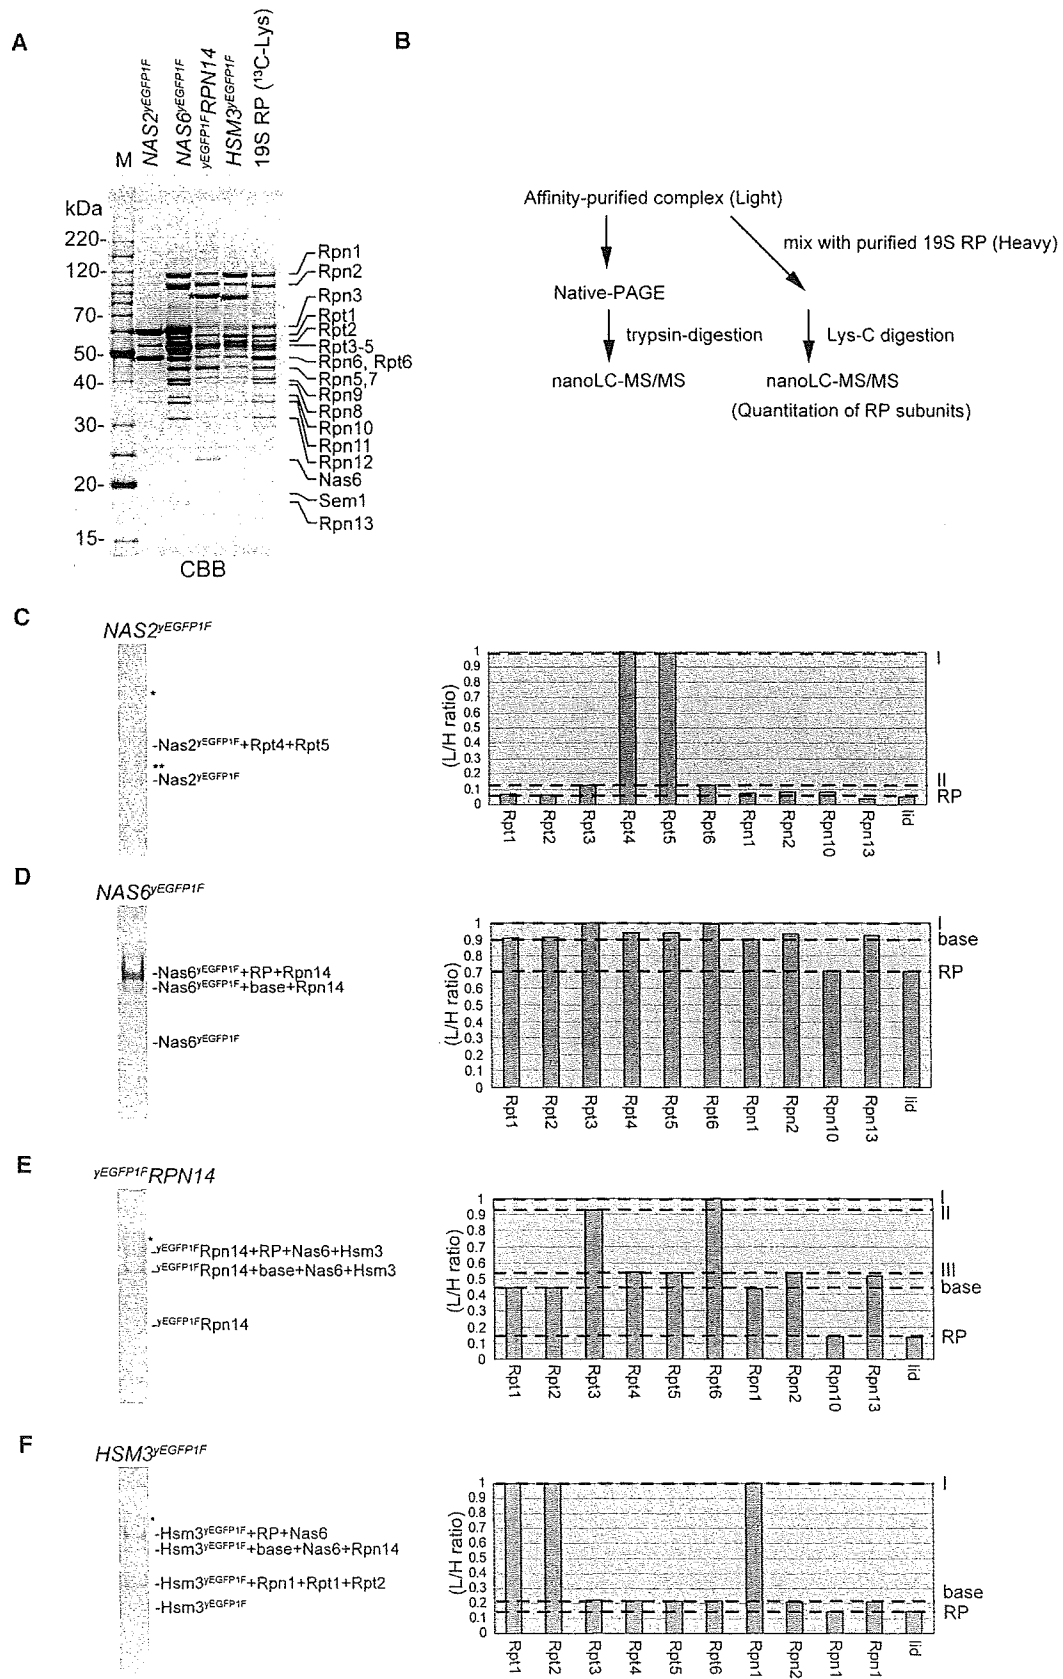 A
B
M
NAS2yEGFP1F
NAS6yEGFP1F
yEGFP1FRPN14
HSM3yEGFP1F
19S RP (¹³C-Lys)
kDa
220-
120-
70-
50-
40-
30-
20-
15-
Rpn1
Rpn2
Rpn3
Rpt1
Rpt2
Rpt3-5
Rpn6, Rpt6
Rpn5,7
Rpn9
Rpn8
Rpn10
Rpn11
Rpn12
Nas6
Sem1
Rpn13
CBB
Affinity-purified complex (Light)
mix with purified 19S RP (Heavy)
Native-PAGE
trypsin-digestion
Lys-C digestion
nanoLC-MS/MS
nanoLC-MS/MS
(Quantitation of RP subunits)
C
NAS2yEGFP1F
*
-Nas2yEGFP1F+Rpt4+Rpt5
**
-Nas2yEGFP1F
(L/H ratio)
1
0.9
0.8
0.7
0.6
0.5
0.4
0.3
0.2
0.1
0
I
II
RP
Rpt1 Rpt2 Rpt3 Rpt4 Rpt5 Rpt6 Rpn1 Rpn2 Rpn10 Rpn13 lid
D
NAS6yEGFP1F
-Nas6yEGFP1F+RP+Rpn14
-Nas6yEGFP1F+base+Rpn14
-Nas6yEGFP1F
(L/H ratio)
1
0.9
0.8
0.7
0.6
0.5
0.4
0.3
0.2
0.1
0
I
base
RP
Rpt1 Rpt2 Rpt3 Rpt4 Rpt5 Rpt6 Rpn1 Rpn2 Rpn10 Rpn13 lid
E
yEGFP1FRPN14
*
-yEGFP1FRpn14+RP+Nas6+Hsm3
-yEGFP1FRpn14+base+Nas6+Hsm3
-yEGFP1FRpn14
(L/H ratio)
1
0.9
0.8
0.7
0.6
0.5
0.4
0.3
0.2
0.1
0
I
II
III
base
RP
Rpt1 Rpt2 Rpt3 Rpt4 Rpt5 Rpt6 Rpn1 Rpn2 Rpn10 Rpn13 lid
F
HSM3yEGFP1F
*
-Hsm3yEGFP1F+RP+Nas6
-Hsm3yEGFP1F+base+Nas6+Rpn14
-Hsm3yEGFP1F+Rpn1+Rpt1+Rpt2
-Hsm3yEGFP1F
(L/H ratio)
1
0.9
0.8
0.7
0.6
0.5
0.4
0.3
0.2
0.1
0
I
base
RP
Rpt1 Rpt2 Rpt3 Rpt4 Rpt5 Rpt6 Rpn1 Rpn2 Rpn1 Rpn1 lid